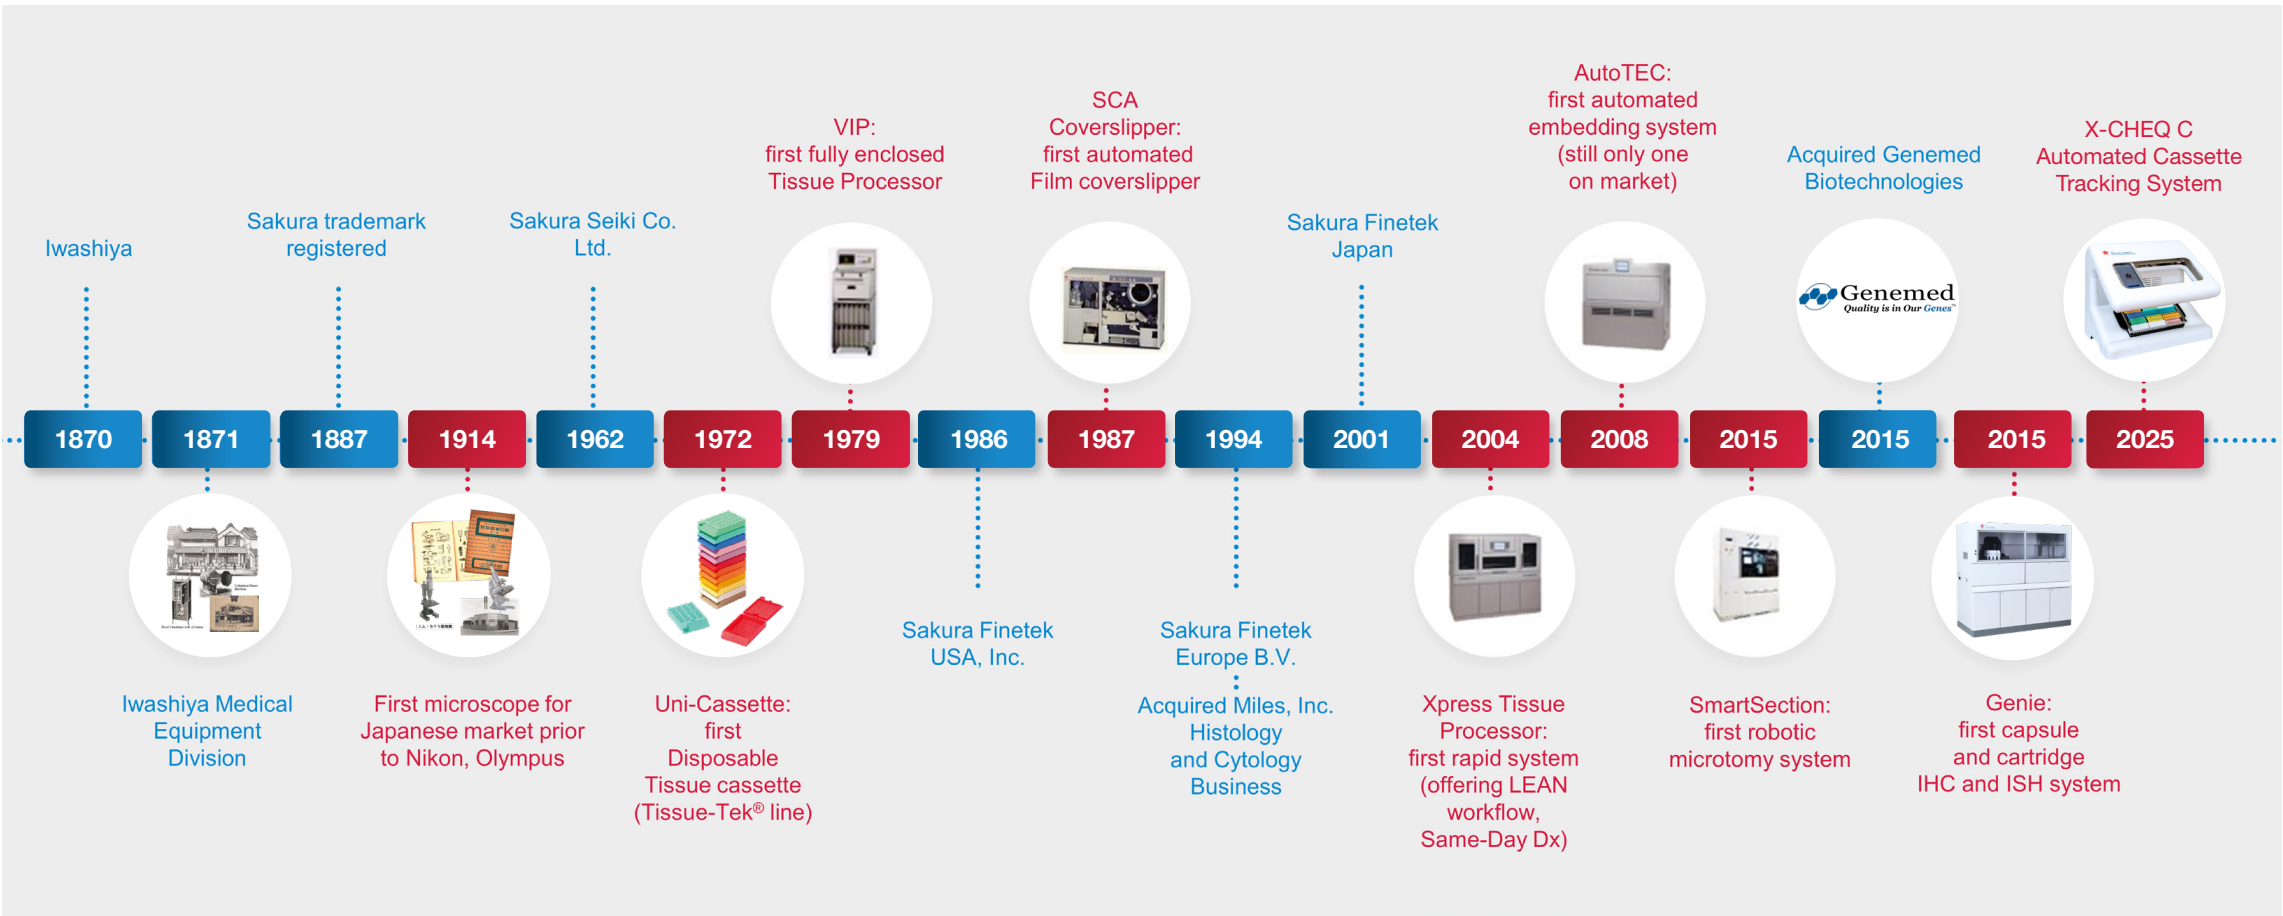 Iwashiya
1870
1871
Iwashiya Medical
Equipment
Division
Sakura trademark
registered
1887
1914
First microscope for
Japanese market prior
to Nikon, Olympus
Sakura Seiki Co.
Ltd.
1962
1972
Uni-Cassette:
first
Disposable
Tissue cassette
(Tissue-Tek® line)
VIP:
first fully enclosed
Tissue Processor
1979
1986
Sakura Finetek
USA, Inc.
SCA
Coverslipper:
first automated
Film coverslipper
1987
1994
Sakura Finetek
Europe B.V.
Acquired Miles, Inc.
Histology
and Cytology
Business
Sakura Finetek
Japan
2001
2004
Xpress Tissue
Processor:
first rapid system
(offering LEAN
workflow,
Same-Day Dx)
AutoTEC:
first automated
embedding system
(still only one
on market)
2008
2015
SmartSection:
first robotic
microtomy system
Acquired Genemed
Biotechnologies
Genemed
Quality is in Our Genes™
2015
2015
Genie:
first capsule
and cartridge
IHC and ISH system
X-CHEQ C
Automated Cassette
Tracking System
2025